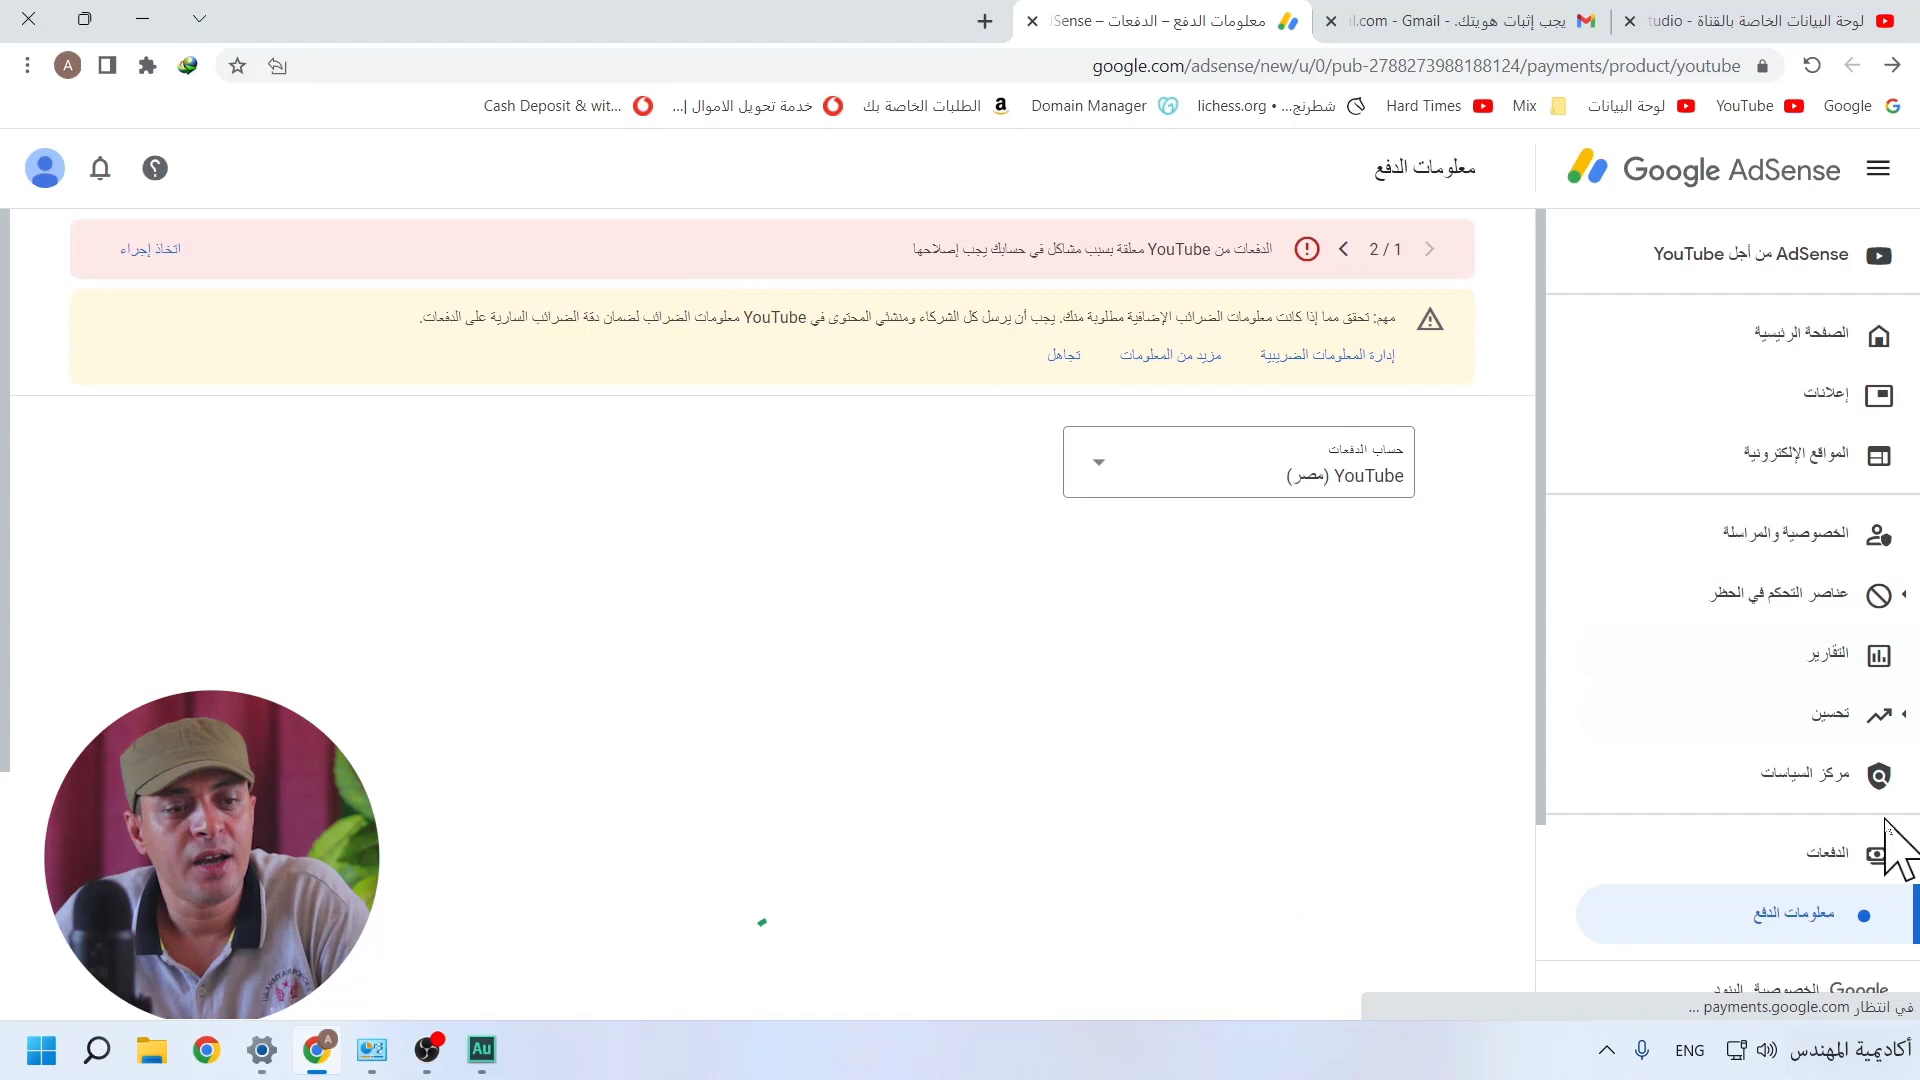 لوحة البيانات الخاصة بالقناة - tudio
يجب إثبات هويتك. - il.com - Gmail
معلومات الدفع – الدفعات – Sense
google.com/adsense/new/u/0/pub-2788273988188124/payments/product/youtube
A
Google
YouTube
لوحة البيانات
Mix
Hard Times
lichess.org • شطرنج...
Domain Manager
الطلبات الخاصة بك
خدمة تحويل الاموال |...
Cash Deposit & wit...
Google AdSense
معلومات الدفع
AdSense من أجل YouTube
الصفحة الرئيسية
إعلانات
المواقع الإلكترونية
الخصوصية والمراسلة
عناصر التحكم في الحظر
التقارير
تحسين
مركز السياسات
الدفعات
معلومات الدفع
Google الخصوصية البنود
2 / 1
الدفعات من YouTube معلقة بسبب مشاكل في حسابك يجب إصلاحها
اتخاذ إجراء
مهم: تحقق مما إذا كانت معلومات الضرائب الإضافية مطلوبة منك. يجب أن يرسل كل الشركاء ومنشئي المحتوى في YouTube معلومات الضرائب لضمان دقة الضرائب السارية على الدفعات.
إدارة المعلومات الضريبية
مزيد من المعلومات
تجاهل
حساب الدفعات
YouTube (مصر)
في انتظار payments.google.com ...
A
Au
ENG
أكاديمية المهندس